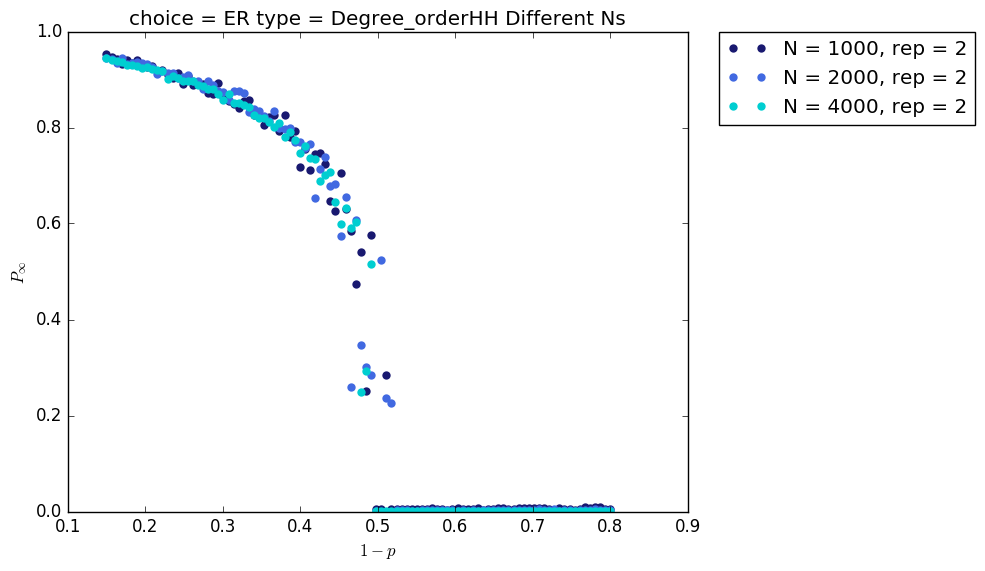 choice = ER type = Degree_orderHH Different Ns
N = 1000, rep = 2
N = 2000, rep = 2
N = 4000, rep = 2
1.0
0.8
0.6
0.4
0.2
0.0
P∞
0.1 0.2 0.3 0.4 0.5 0.6 0.7 0.8 0.9
1 − p